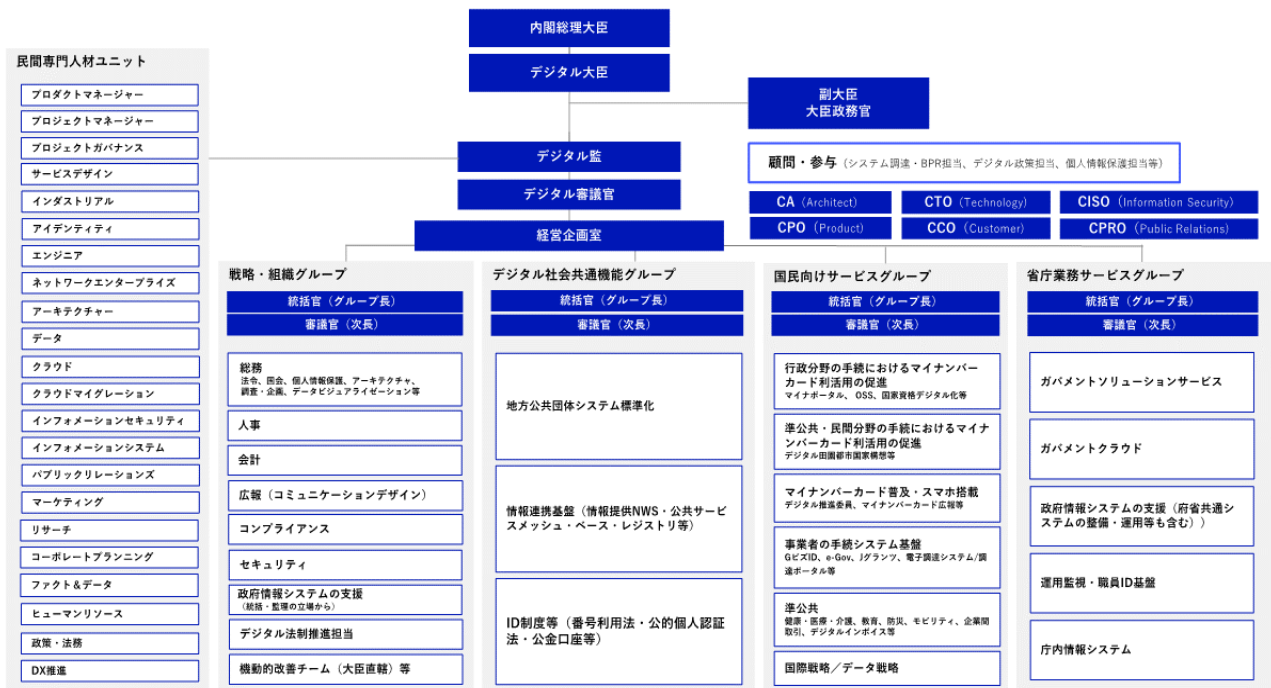 内閣総理大臣
デジタル大臣
副大臣
大臣政務官
デジタル監
デジタル審議官
経営企画室
顧問・参与（システム調達・BPR担当、デジタル政策担当、個人情報保護担当等）
CA（Architect）
CTO（Technology）
CISO（Information Security）
CPO（Product）
CCO（Customer）
CPRO（Public Relations）
民間専門人材ユニット
プロダクトマネージャー
プロジェクトマネージャー
プロジェクトガバナンス
サービスデザイン
インダストリアル
アイデンティティ
エンジニア
ネットワークエンタープライズ
アーキテクチャー
データ
クラウド
クラウドマイグレーション
インフォメーションセキュリティ
インフォメーションシステム
パブリックリレーションズ
マーケティング
リサーチ
コーポレートプランニング
ファクト＆データ
ヒューマンリソース
政策・法務
DX推進
戦略・組織グループ
統括官（グループ長）
審議官（次長）
総務
法令、国会、個人情報保護、アーキテクチャ、
調査・企画、データビジュアライゼーション等
人事
会計
広報（コミュニケーションデザイン）
コンプライアンス
セキュリティ
政府情報システムの支援
（統括・監理の立場から）
デジタル法制推進担当
機動的改善チーム（大臣直轄）等
デジタル社会共通機能グループ
統括官（グループ長）
審議官（次長）
地方公共団体システム標準化
情報連携基盤（情報提供NWS・公共サービ
スメッシュ・ベース・レジストリ等）
ID制度等（番号利用法・公的個人認証
法・公金口座等）
国民向けサービスグループ
統括官（グループ長）
審議官（次長）
行政分野の手続におけるマイナンバー
カード利活用の促進
マイナポータル、OSS、国家資格デジタル化等
準公共・民間分野の手続におけるマイナ
ンバーカード利活用の促進
デジタル田園都市国家構想等
マイナンバーカード普及・スマホ搭載
デジタル推進委員、マイナンバーカード広報等
事業者の手続システム基盤
GビズID、e-Gov、Jグランツ、電子調達システム/調
達ポータル等
準公共
健康・医療・介護、教育、防災、モビリティ、企業間
取引、デジタルインボイス等
国際戦略／データ戦略
省庁業務サービスグループ
統括官（グループ長）
審議官（次長）
ガバメントソリューションサービス
ガバメントクラウド
政府情報システムの支援（府省共通シ
ステムの整備・運用等も含む））
運用監視・職員ID基盤
庁内情報システム